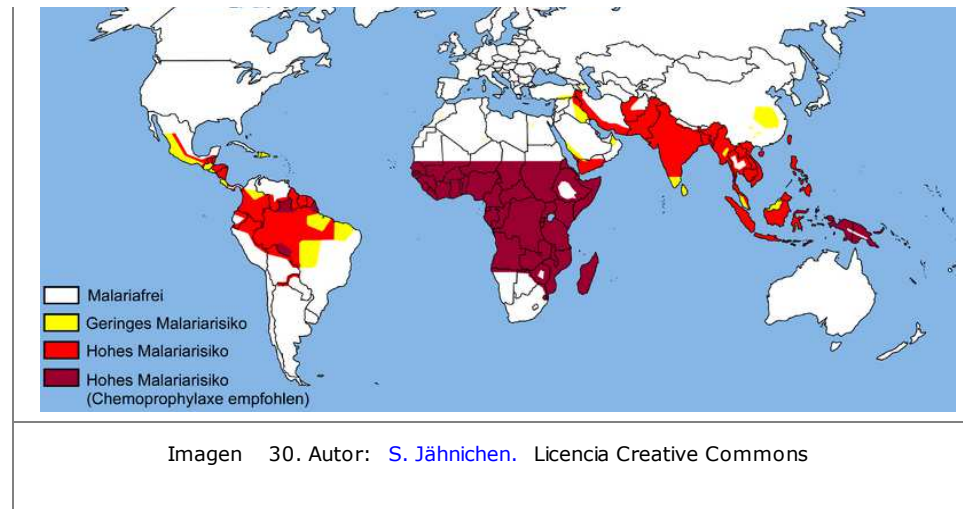 Malariafrei
Geringes Malariarisiko
Hohes Malariarisiko
Hohes Malariarisiko
(Chemoprophylaxe empfohlen)
Imagen 30. Autor: S. Jähnichen. Licencia Creative Commons